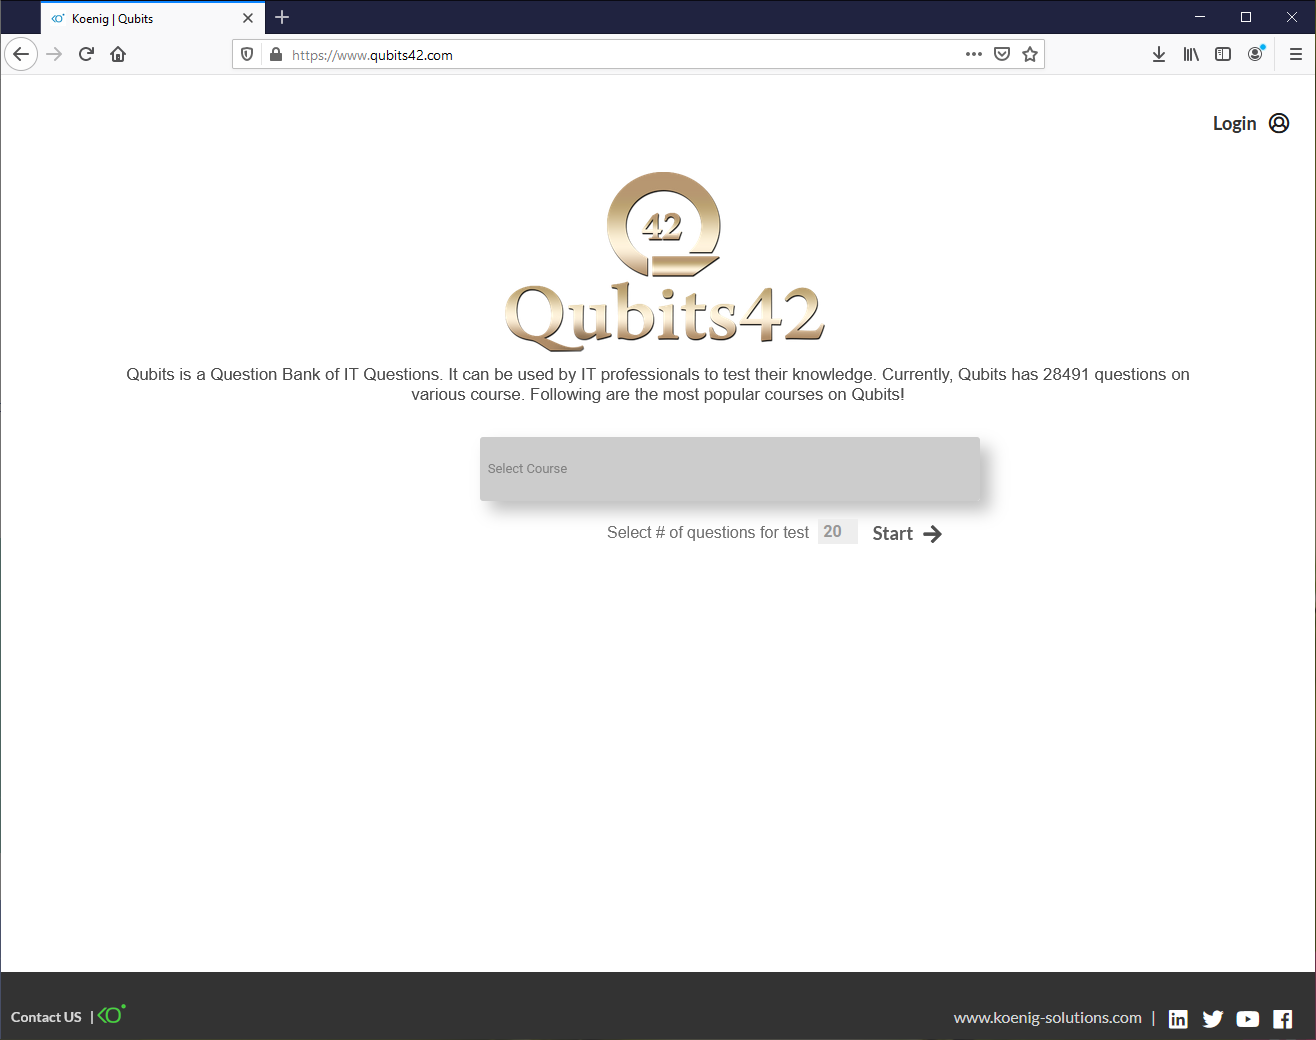 Koenig | Qubits
https://www.qubits42.com
Login
42
Qubits42
Qubits is a Question Bank of IT Questions. It can be used by IT professionals to test their knowledge. Currently, Qubits has 28491 questions on
various course. Following are the most popular courses on Qubits!
Select Course
Select # of questions for test 20 Start
Contact US |
www.koenig-solutions.com |